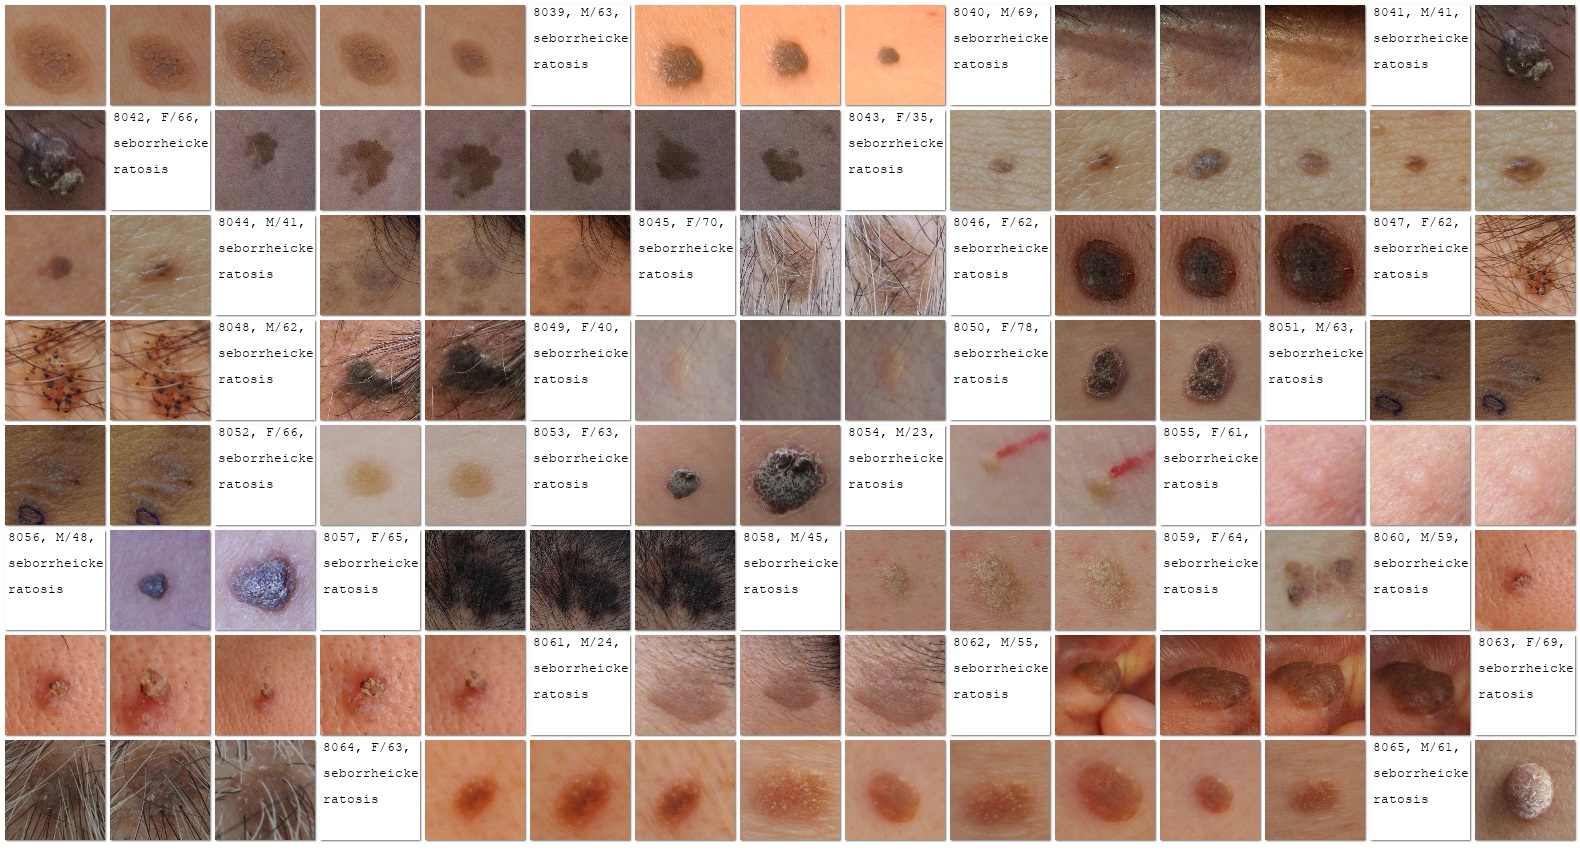 8039, M/63,
seborrheicke
ratosis
8040, M/69,
seborrheicke
ratosis
8041, M/41,
seborrheicke
ratosis
8042, F/66,
seborrheicke
ratosis
8043, F/35,
seborrheicke
ratosis
8044, M/41,
seborrheicke
ratosis
8045, F/70,
seborrheicke
ratosis
8046, F/62,
seborrheicke
ratosis
8047, F/62,
seborrheicke
ratosis
8048, M/62,
seborrheicke
ratosis
8049, F/40,
seborrheicke
ratosis
8050, F/78,
seborrheicke
ratosis
8051, M/63,
seborrheicke
ratosis
8052, F/66,
seborrheicke
ratosis
8053, F/63,
seborrheicke
ratosis
8054, M/23,
seborrheicke
ratosis
8055, F/61,
seborrheicke
ratosis
8056, M/48,
seborrheicke
ratosis
8057, F/65,
seborrheicke
ratosis
8058, M/45,
seborrheicke
ratosis
8059, F/64,
seborrheicke
ratosis
8060, M/59,
seborrheicke
ratosis
8061, M/24,
seborrheicke
ratosis
8062, M/55,
seborrheicke
ratosis
8063, F/69,
seborrheicke
ratosis
8064, F/63,
seborrheicke
ratosis
8065, M/61,
seborrheicke
ratosis